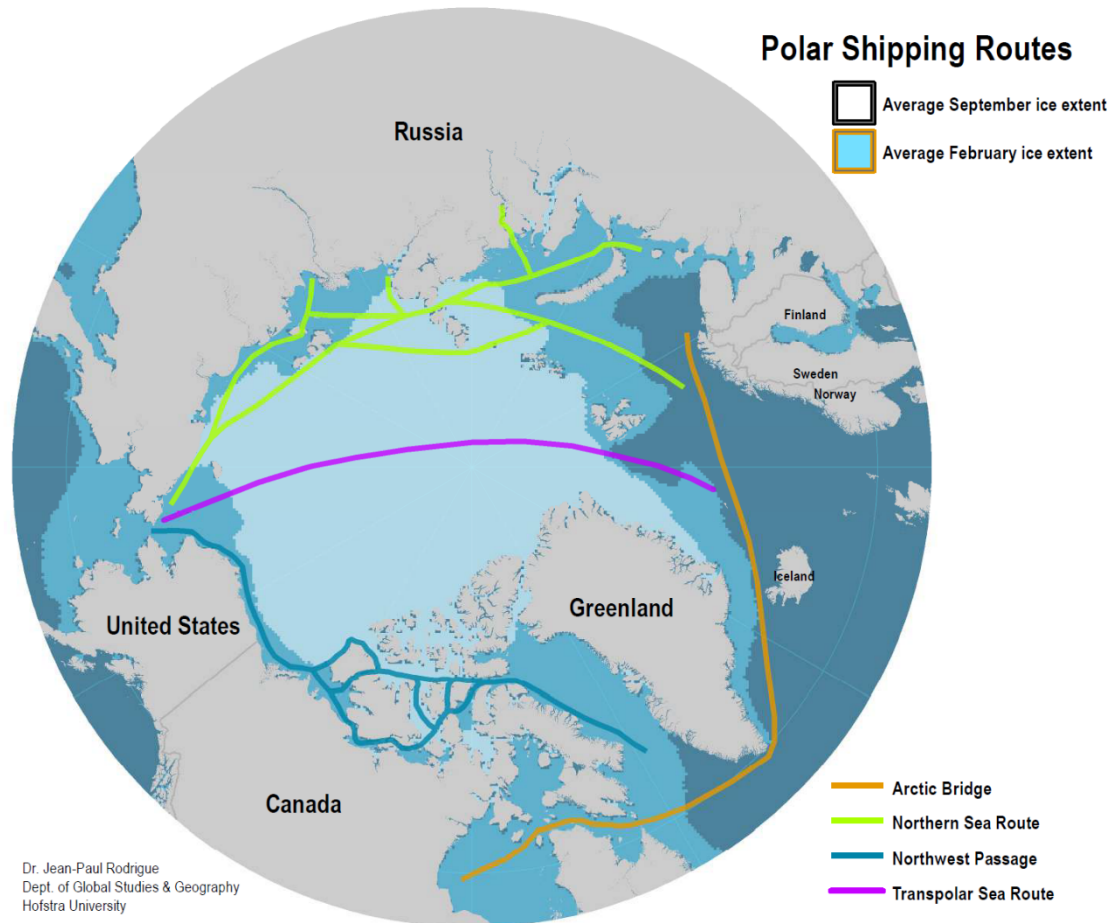 Polar Shipping Routes
Average September ice extent
Average February ice extent
Russia
Finland
Sweden
Norway
Iceland
Greenland
United States
Canada
Arctic Bridge
Northern Sea Route
Northwest Passage
Transpolar Sea Route
Dr. Jean-Paul Rodrigue
Dept. of Global Studies & Geography
Hofstra University